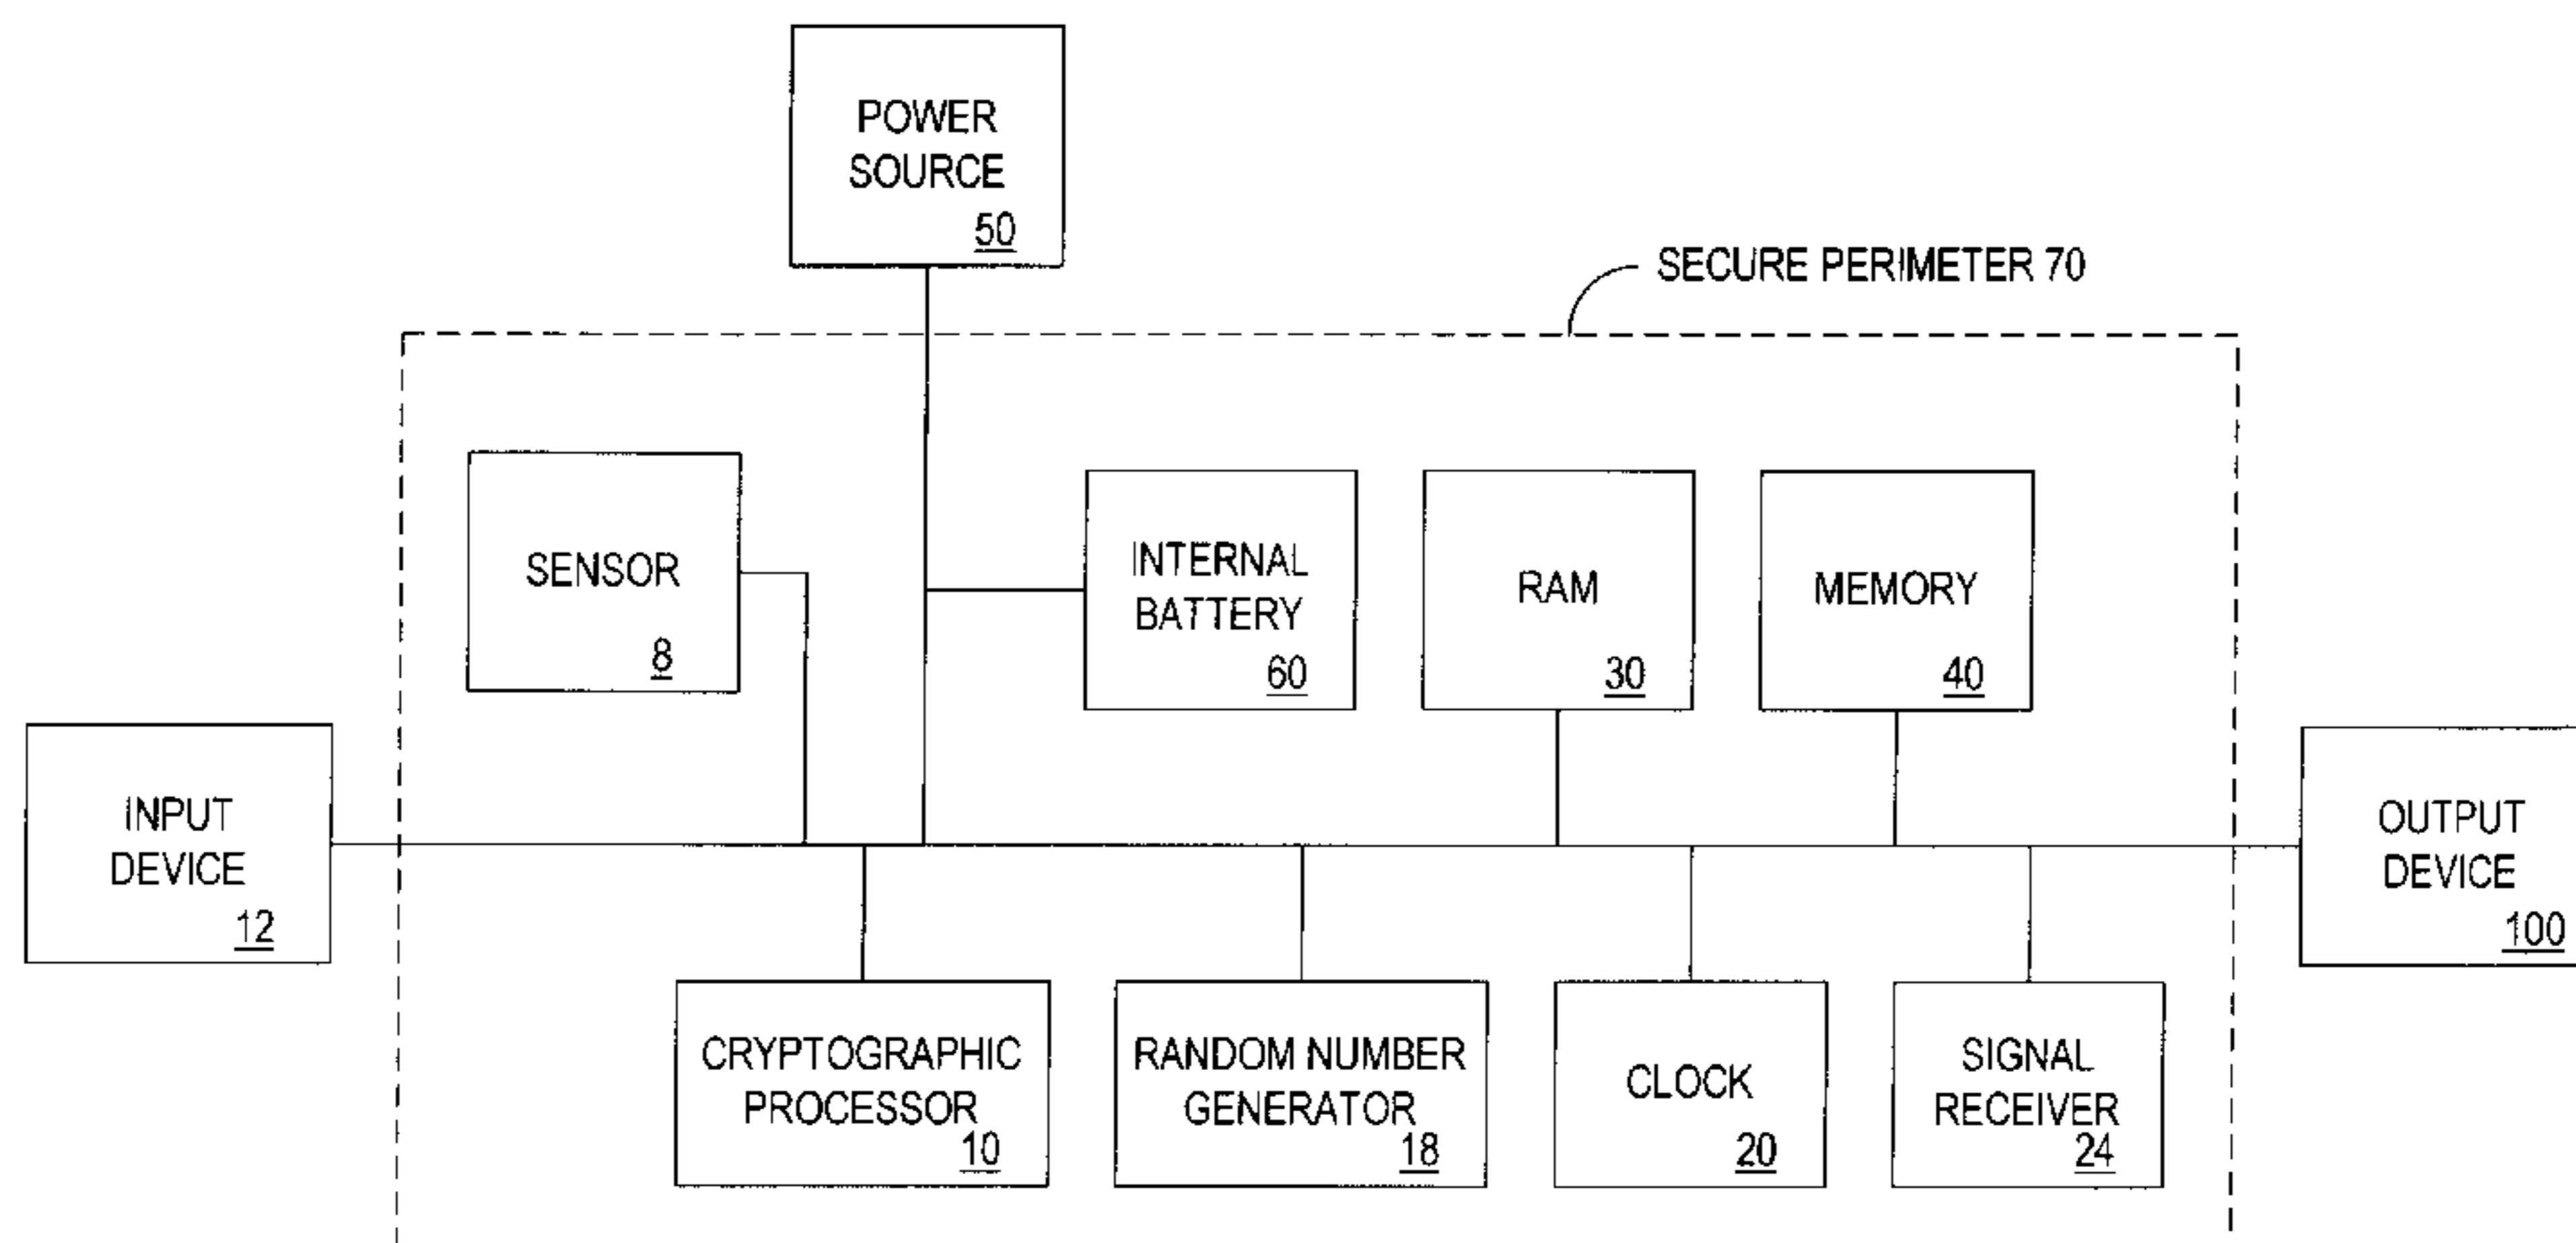 POWER
SOURCE
50
SECURE PERIMETER 70
SENSOR
8
INTERNAL
BATTERY
60
RAM
30
MEMORY
40
INPUT
DEVICE
12
OUTPUT
DEVICE
100
CRYPTOGRAPHIC
PROCESSOR
10
RANDOM NUMBER
GENERATOR
18
CLOCK
20
SIGNAL
RECEIVER
24